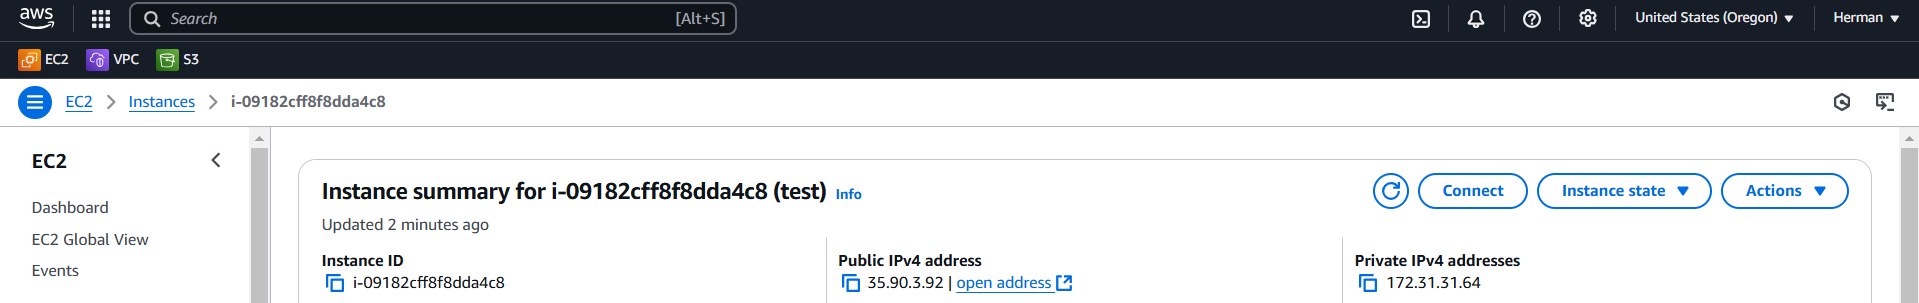 aws
Search [Alt+S]
United States (Oregon) Herman
EC2 VPC S3
EC2 Instances i-09182cff8f8dda4c8
EC2
Dashboard
EC2 Global View
Events
Instance summary for i-09182cff8f8dda4c8 (test) Info
Connect Instance state Actions
Updated 2 minutes ago
Instance ID
i-09182cff8f8dda4c8
Public IPv4 address
35.90.3.92 | open address
Private IPv4 addresses
172.31.31.64